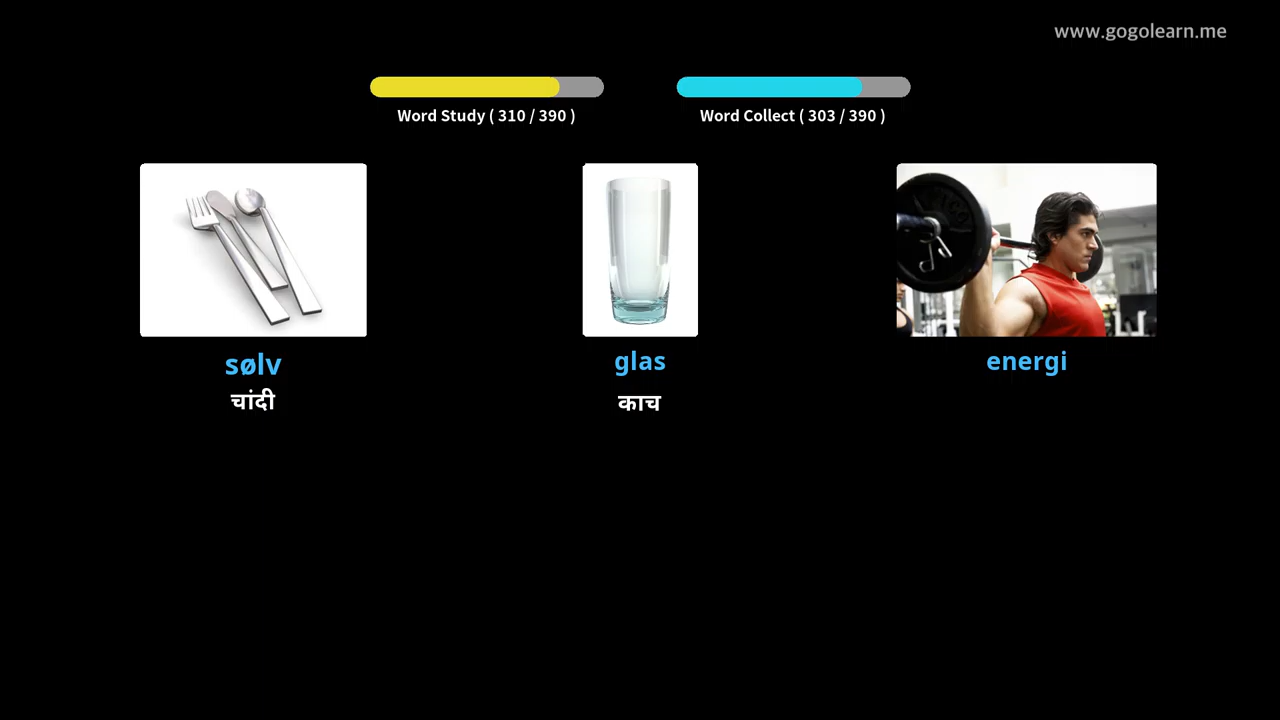 www.gogolearn.me
Word Study ( 310 / 390 )
Word Collect ( 303 / 390 )
sølv
glas
energi
चांदी
काच